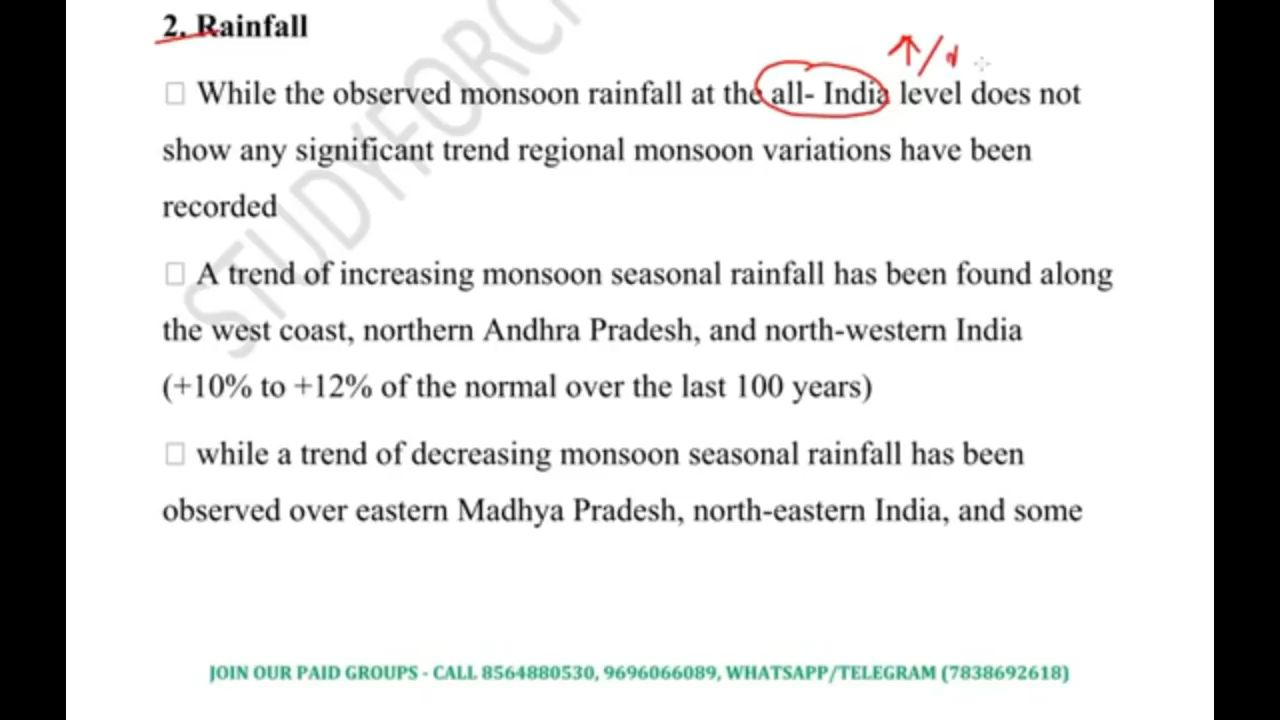 2. Rainfall
While the observed monsoon rainfall at the all- India level does not
show any significant trend regional monsoon variations have been
recorded
A trend of increasing monsoon seasonal rainfall has been found along
the west coast, northern Andhra Pradesh, and north-western India
(+10% to +12% of the normal over the last 100 years)
while a trend of decreasing monsoon seasonal rainfall has been
observed over eastern Madhya Pradesh, north-eastern India, and some
JOIN OUR PAID GROUPS - CALL 8564880530, 9696066089, WHATSAPP/TELEGRAM (7838692618)